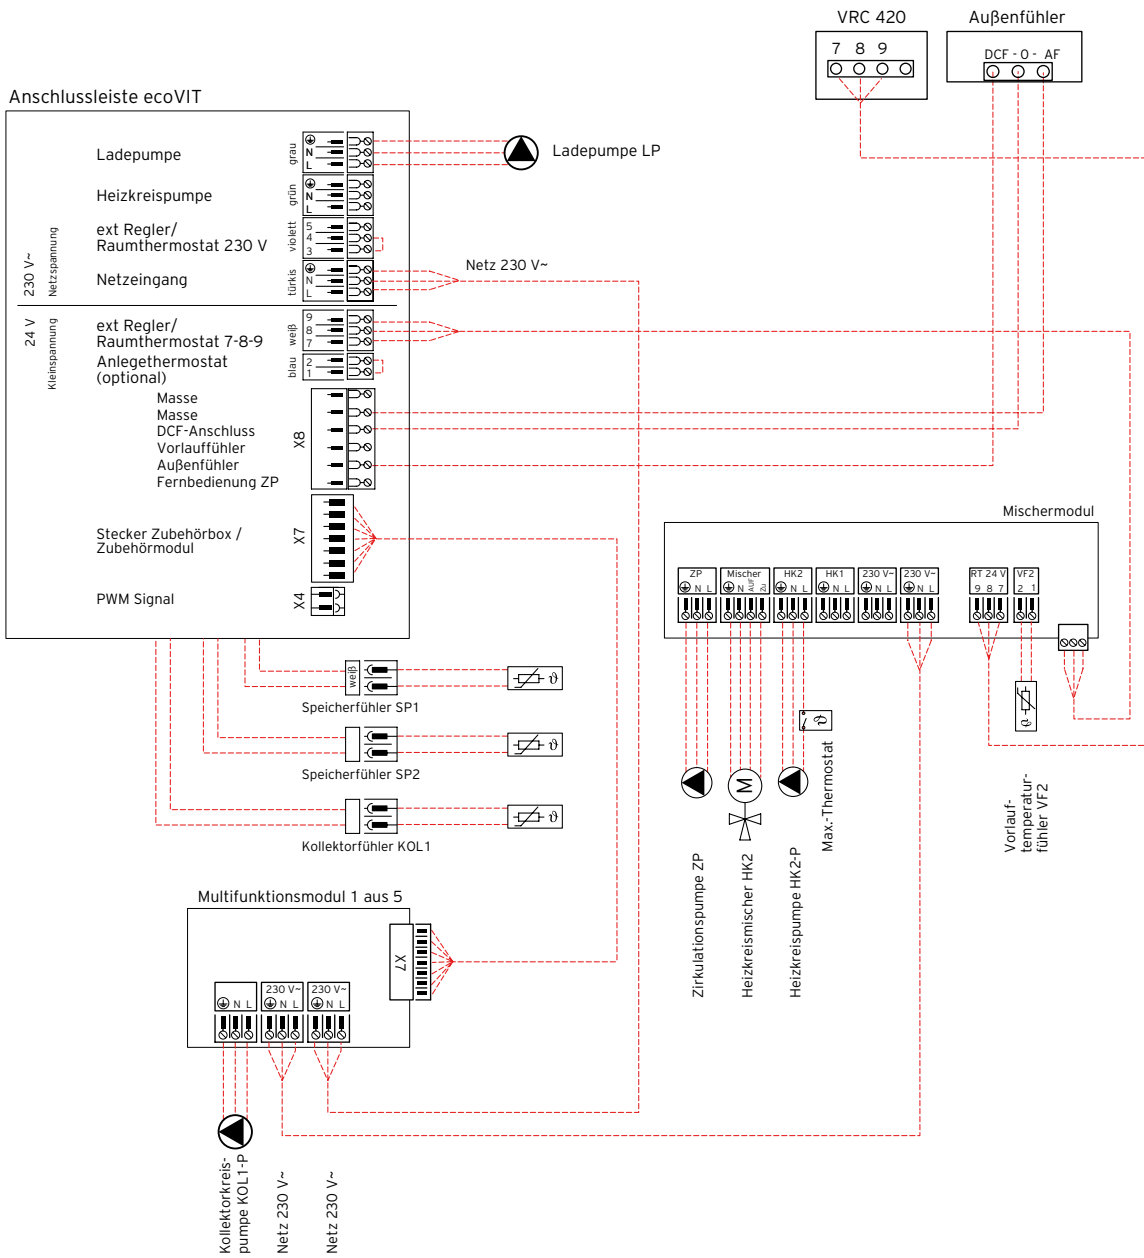 VRC 420
7 8 9
Außenfühler
DCF - 0 - AF
Anschlussleiste ecoVIT
230 V~
Netzspannung
24 V
Kleinspannung
Ladepumpe
grau
N
L
Ladepumpe LP
Heizkreispumpe
grün
N
L
ext Regler/
Raumthermostat 230 V
violett
5
4
3
Netzeingang
türkis
N
L
Netz 230 V~
ext Regler/
Raumthermostat 7-8-9
weiß
9
8
7
Anlegethermostat
(optional)
blau
2
1
Masse
Masse
DCF-Anschluss
Vorlauffühler
Außenfühler
Fernbedienung ZP
X8
Stecker Zubehörbox /
Zubehörmodul
X7
PWM Signal
X4
weiß
ϑ
Speicherfühler SP1
ϑ
Speicherfühler SP2
ϑ
Kollektorfühler KOL1
Mischermodul
ZP
N L
Mischer
N AUF Zu
HK2
N L
HK1
N L
230 V~
N L
230 V~
N L
RT 24 V
9 8 7
VF2
2 1
ϑ
M
ϑ
Zirkulationspumpe ZP
Heizkreismischer HK2
Heizkreispumpe HK2-P
Max.-Thermostat
Vorlauf-
temperatur-
fühler VF2
Multifunktionsmodul 1 aus 5
X7
N L
230 V~
N L
230 V~
N L
Kollektorkreis-
pumpe KOL1-P
Netz 230 V~
Netz 230 V~